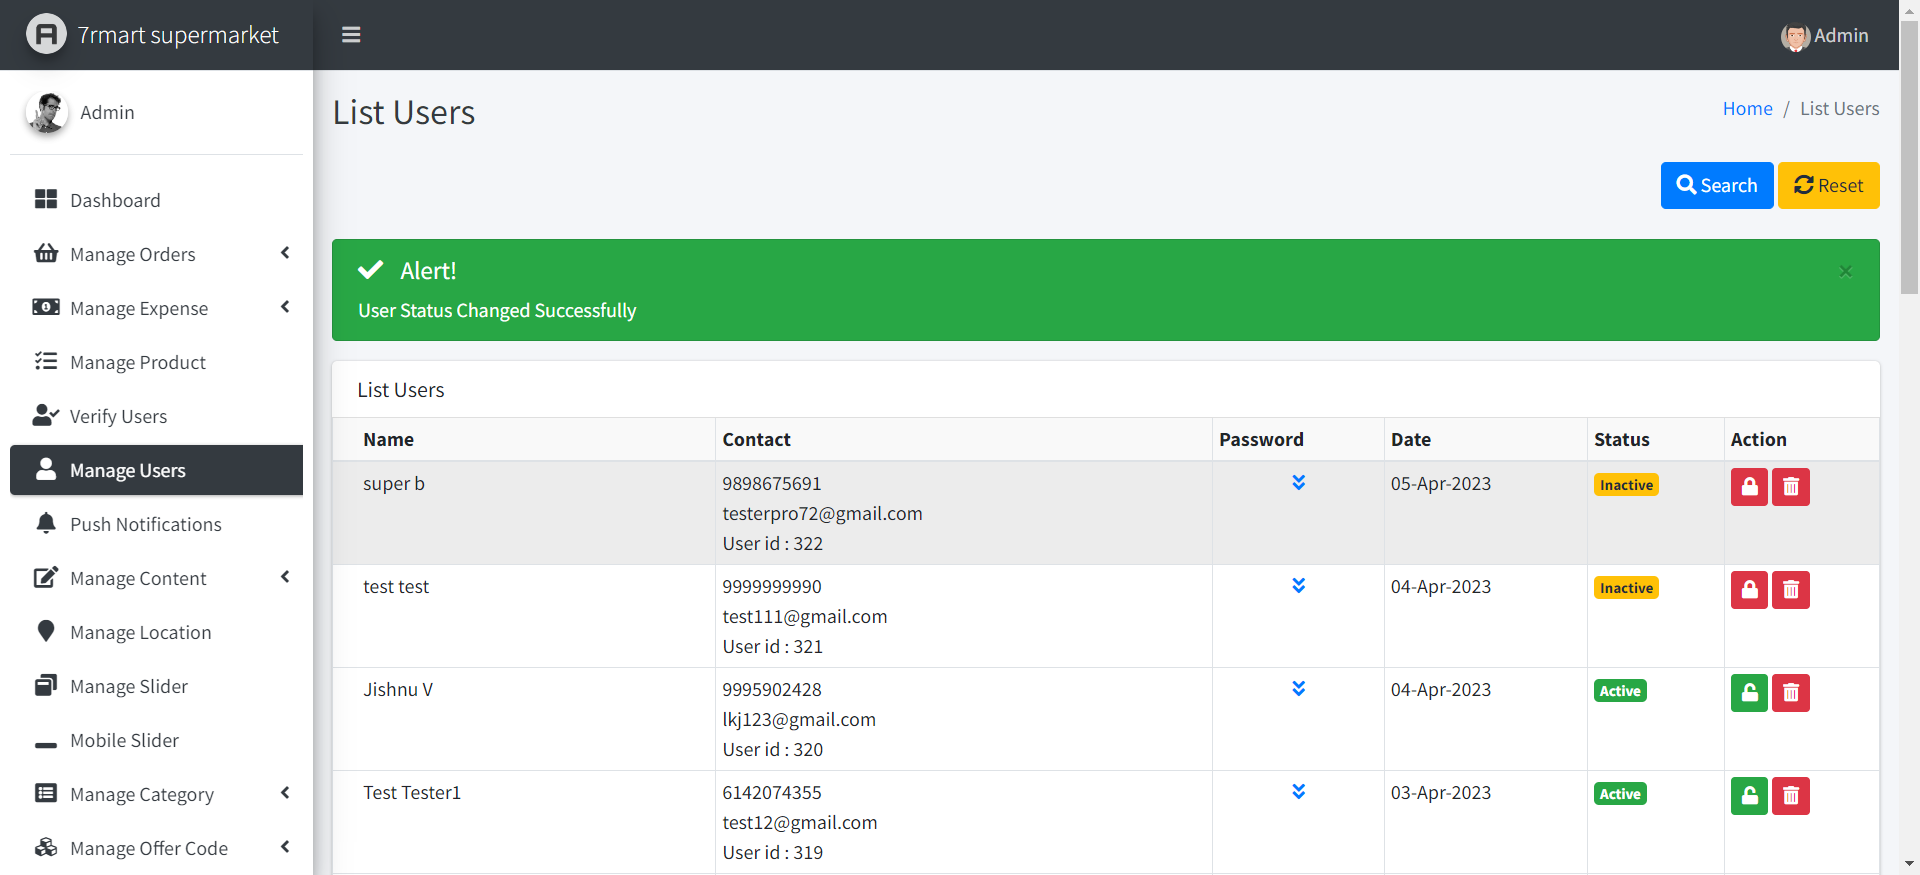 7rmart supermarket
Admin
Admin
Dashboard
Manage Orders
Manage Expense
Manage Product
Verify Users
Manage Users
Push Notifications
Manage Content
Manage Location
Manage Slider
Mobile Slider
Manage Category
Manage Offer Code
List Users
Home / List Users
Search Reset
Alert!
×
User Status Changed Successfully
List Users
Name Contact Password Date Status Action
super b 9898675691 05-Apr-2023 Inactive
testerpro72@gmail.com
User id : 322
test test 9999999990 04-Apr-2023 Inactive
test111@gmail.com
User id : 321
Jishnu V 9995902428 04-Apr-2023 Active
lkj123@gmail.com
User id : 320
Test Tester1 6142074355 03-Apr-2023 Active
test12@gmail.com
User id : 319